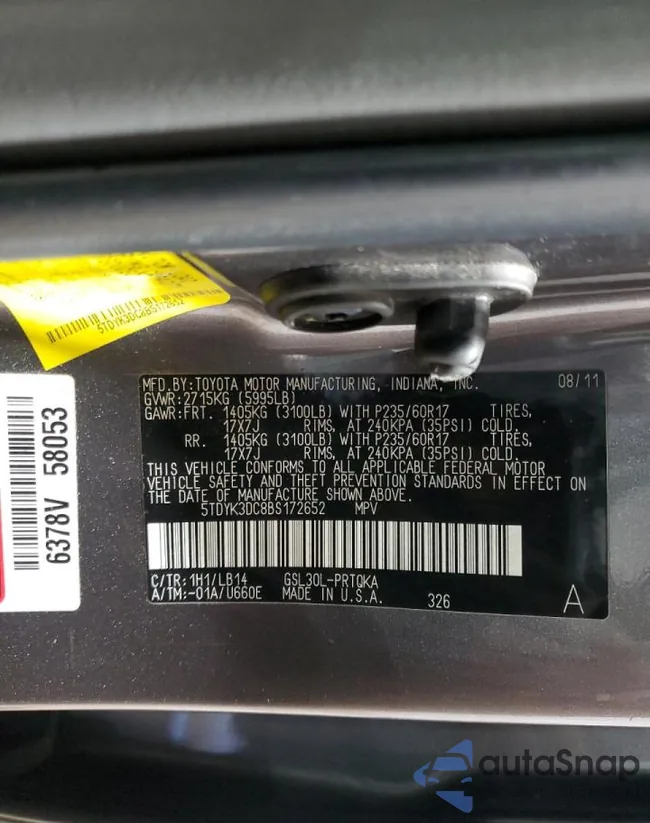 5TDYK3DC8BS172652
6378V 58053
MFD.BY:TOYOTA MOTOR MANUFACTURING, INDIANA, INC. 08/11
GVWR:2715KG (5995LB)
GAWR:FRT. 1405KG (3100LB) WITH P235/60R17 TIRES,
17X7J RIMS, AT 240KPA (35PSI) COLD.
RR. 1405KG (3100LB) WITH P235/60R17 TIRES,
17X7J RIMS, AT 240KPA (35PSI) COLD.
THIS VEHICLE CONFORMS TO ALL APPLICABLE FEDERAL MOTOR
VEHICLE SAFETY AND THEFT PREVENTION STANDARDS IN EFFECT ON
THE DATE OF MANUFACTURE SHOWN ABOVE.
5TDYK3DC8BS172652 MPV
C/TR:1H1/LB14 GSL30L-PRTQKA
A/TM:-01A/U660E MADE IN U.S.A. 326 A
autoSnap